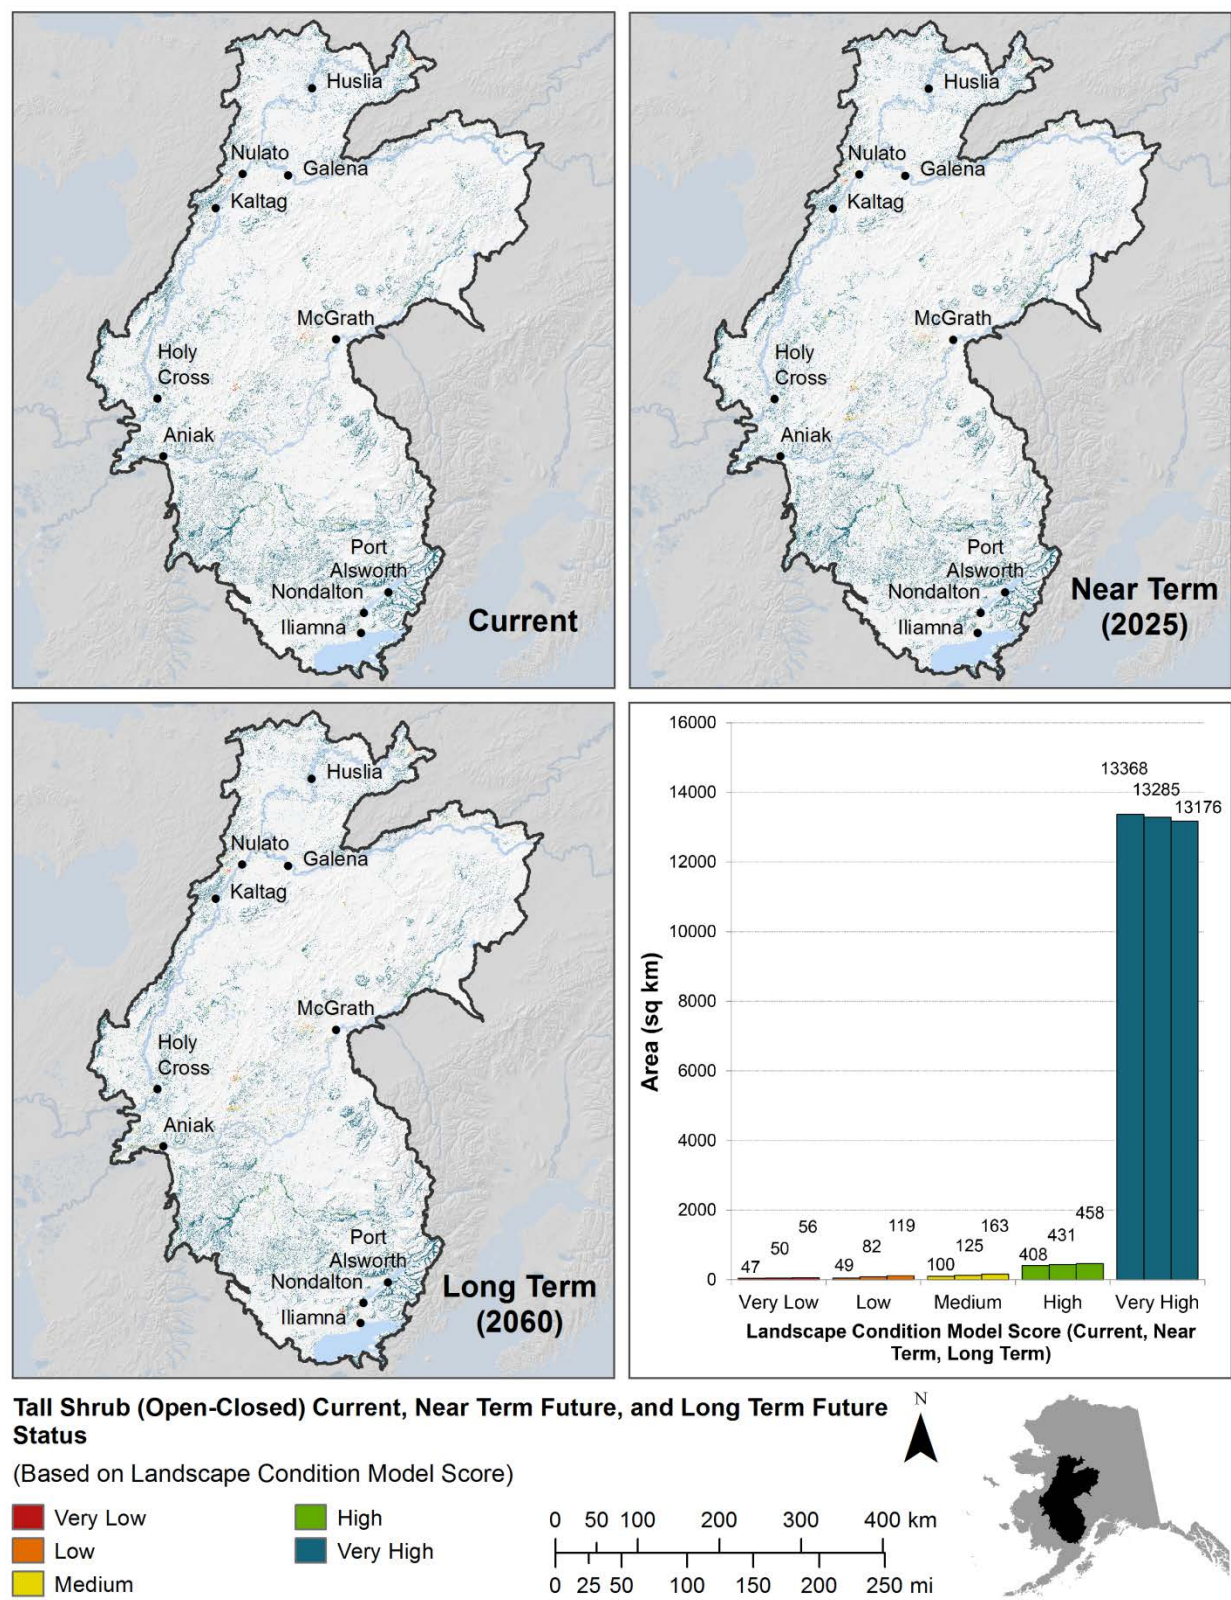 Huslia
Nulato
Galena
Kaltag
McGrath
Holy
Cross
Aniak
Port
Alsworth
Nondalton
Iliamna
Current
Huslia
Nulato
Galena
Kaltag
McGrath
Holy
Cross
Aniak
Port
Alsworth
Nondalton
Iliamna
Near Term
(2025)
Huslia
Nulato
Galena
Kaltag
McGrath
Holy
Cross
Aniak
Port
Alsworth
Nondalton
Iliamna
Long Term
(2060)
16000
14000
12000
10000
8000
6000
4000
2000
0
Area (sq km)
47
50
56
49
82
119
100
125
163
408
431
458
13368
13285
13176
Very Low
Low
Medium
High
Very High
Landscape Condition Model Score (Current, Near
Term, Long Term)
Tall Shrub (Open-Closed) Current, Near Term Future, and Long Term Future
Status
(Based on Landscape Condition Model Score)
Very Low
Low
Medium
High
Very High
0 50 100 200 300 400 km
0 25 50 100 150 200 250 mi
N